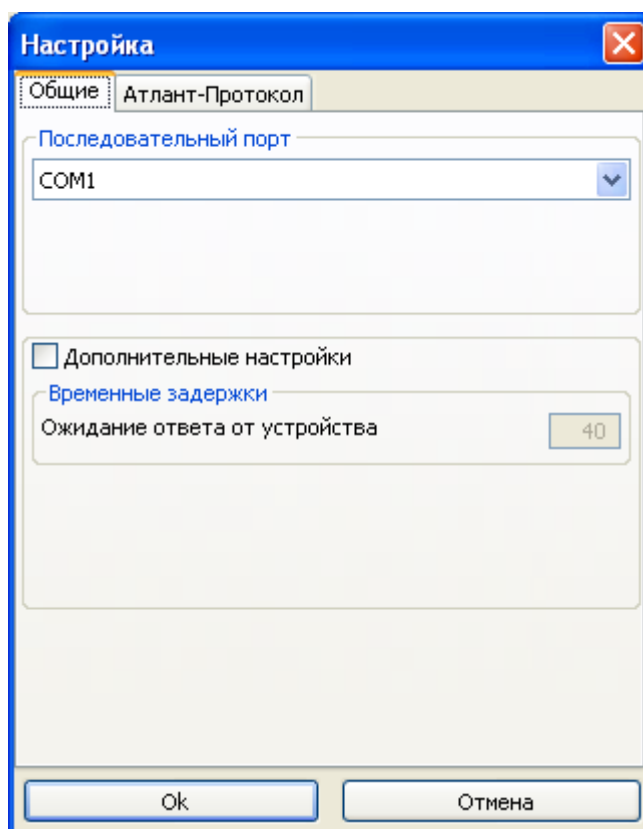 Настройка
Общие Атлант-Протокол
Последовательный порт
COM1
Дополнительные настройки
Временные задержки
Ожидание ответа от устройства 40
Ok Отмена